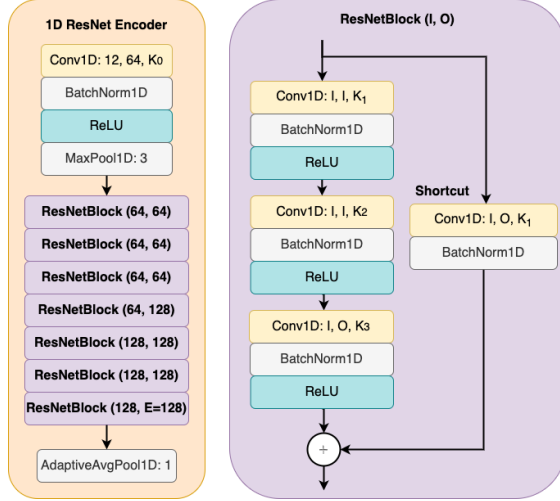 1D ResNet Encoder
Conv1D: 12, 64, K₀
BatchNorm1D
ReLU
MaxPool1D: 3
ResNetBlock (64, 64)
ResNetBlock (64, 64)
ResNetBlock (64, 64)
ResNetBlock (64, 128)
ResNetBlock (128, 128)
ResNetBlock (128, 128)
ResNetBlock (128, E=128)
AdaptiveAvgPool1D: 1
ResNetBlock (I, O)
Conv1D: I, I, K₁
BatchNorm1D
ReLU
Conv1D: I, I, K₂
BatchNorm1D
ReLU
Conv1D: I, O, K₃
BatchNorm1D
ReLU
+
Shortcut
Conv1D: I, O, K₁
BatchNorm1D